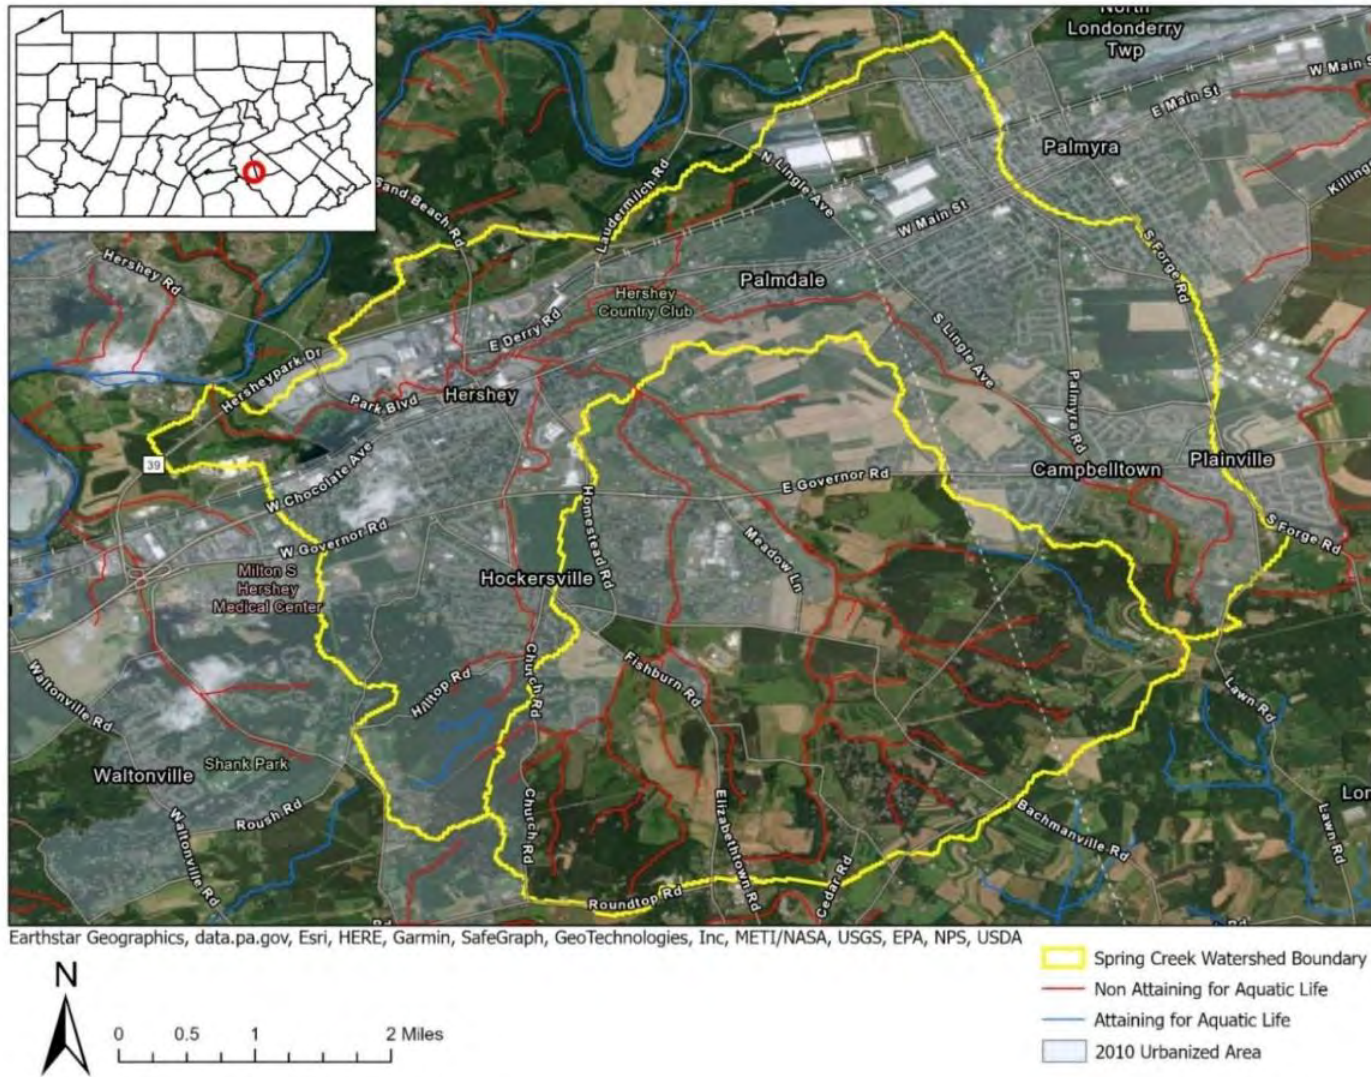 North
Londonderry
Twp
W Main S
E Main St
Palmyra
Killing
N Lingle Ave
W Main St
Laudermilch Rd
Sand Beach Rd
S Forge Rd
Hershey Rd
Palmdale
Hershey
Country Club
E Derry Rd
S Lingle Ave
Hersheypark Dr
Park Blvd
Hershey
Palmyra Rd
39
W Chocolate Ave
Campbelltown
Plainville
E Governor Rd
Homestead Rd
W Governor Rd
S Forge Rd
Meadow Ln
Milton S
Hershey
Medical Center
Hockersville
Waltonville Rd
Hilltop Rd
Church Rd
Fishburn Rd
Lawn Rd
Shank Park
Waltonville
Lon
Roush Rd
Waltonville Rd
Church Rd
Elizabethtown Rd
Bachmanville Rd
Lawn Rd
Cedar Rd
Roundtop Rd
Rd
Rd
Earthstar Geographics, data.pa.gov, Esri, HERE, Garmin, SafeGraph, GeoTechnologies, Inc, METI/NASA, USGS, EPA, NPS, USDA
N
0 0.5 1 2 Miles
Spring Creek Watershed Boundary
Non Attaining for Aquatic Life
Attaining for Aquatic Life
2010 Urbanized Area